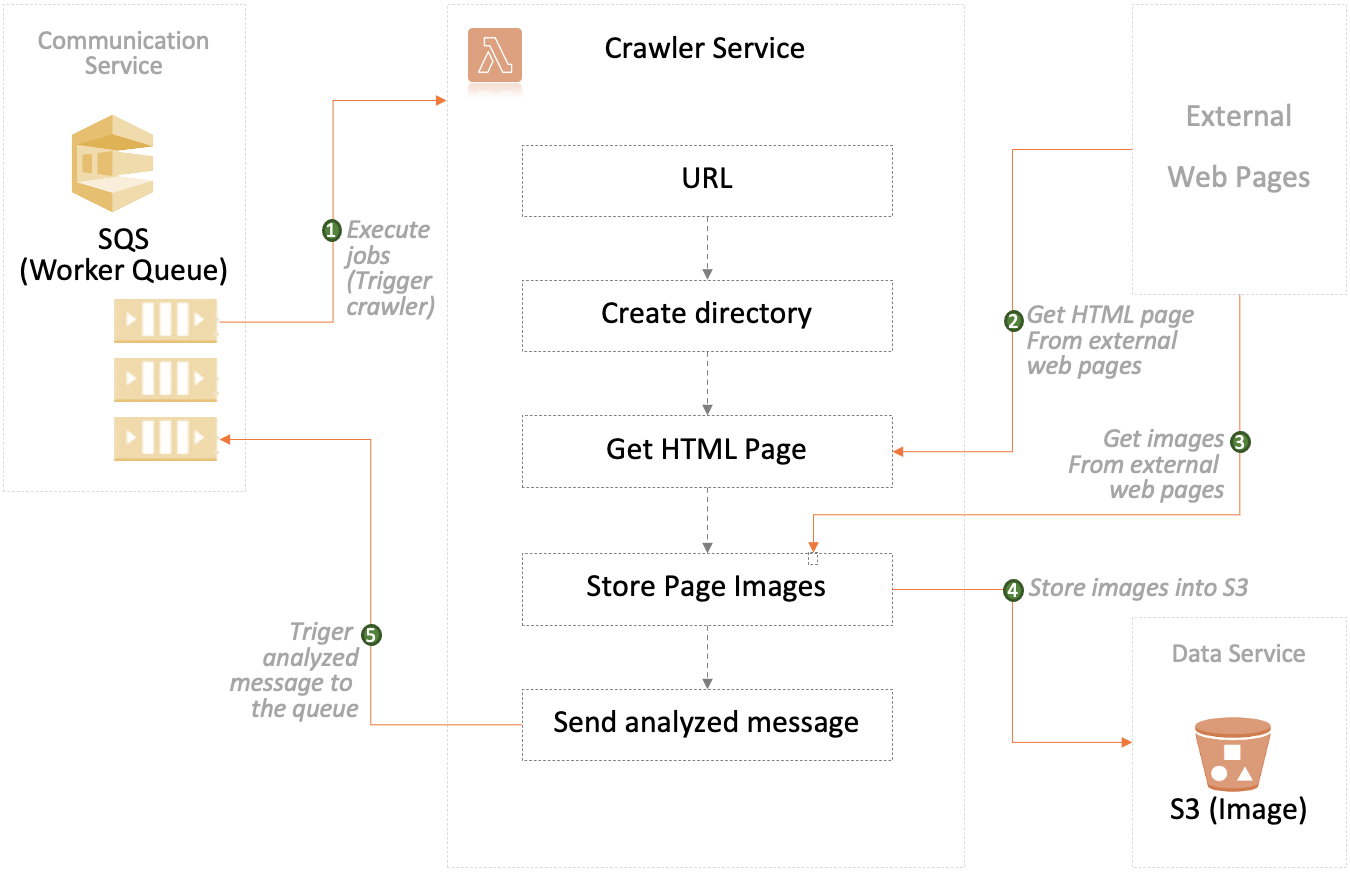 Communication
Service
SQS
(Worker Queue)
1
Execute
jobs
(Trigger
crawler)
Crawler Service
URL
Create directory
Get HTML Page
Store Page Images
Send analyzed message
External
Web Pages
2
Get HTML page
From external
web pages
Get images
3
From external
web pages
4
Store images into S3
Triger
5
analyzed
message to
the queue
Data Service
S3 (Image)